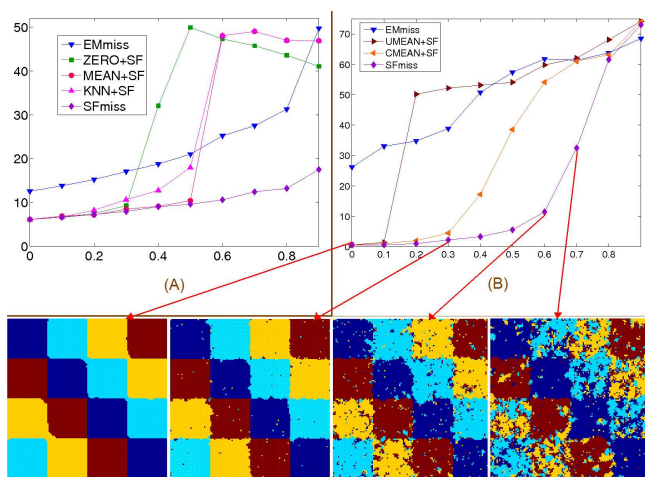 EMmiss
ZERO+SF
MEAN+SF
KNN+SF
SFmiss
50
40
30
20
10
0
0 0.2 0.4 0.6 0.8
(A)
EMmiss
UMEAN+SF
CMEAN+SF
SFmiss
70
60
50
40
30
20
10
0
0 0.1 0.2 0.3 0.4 0.5 0.6 0.7 0.8
(B)